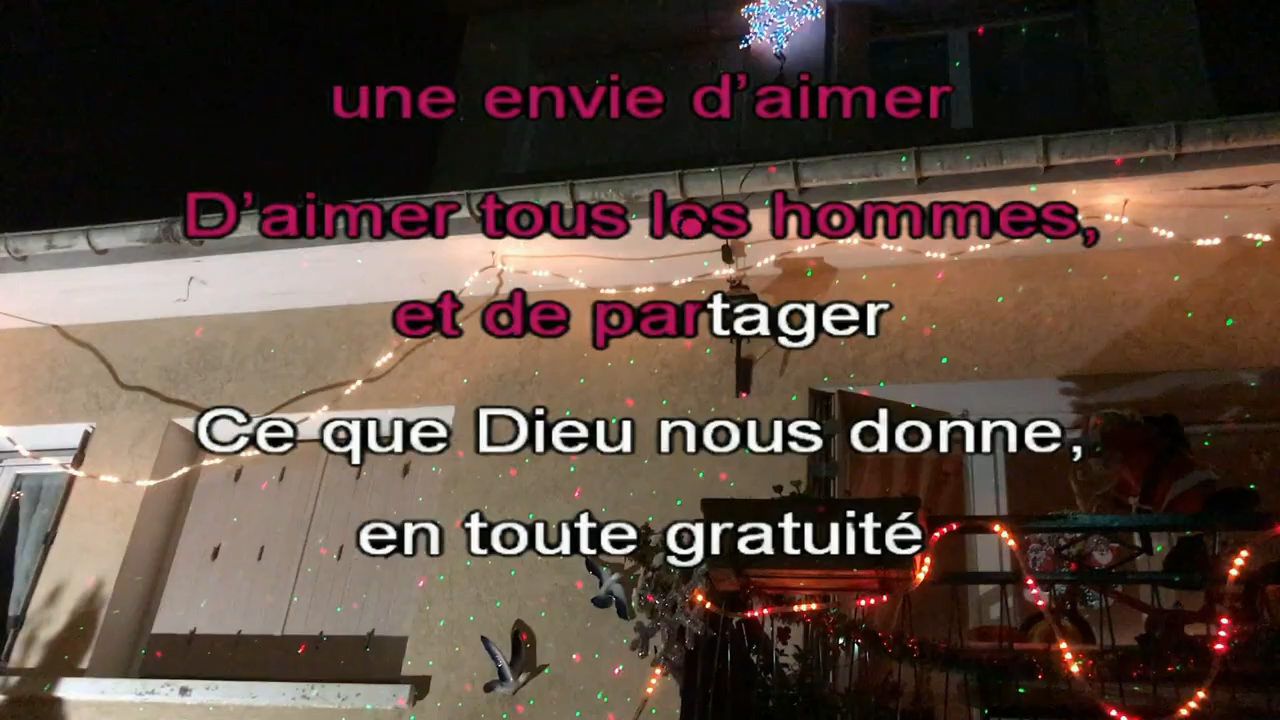 une envie d'aimer
D'aimer tous les hommes,
et de partager
Ce que Dieu nous donne,
en toute gratuité